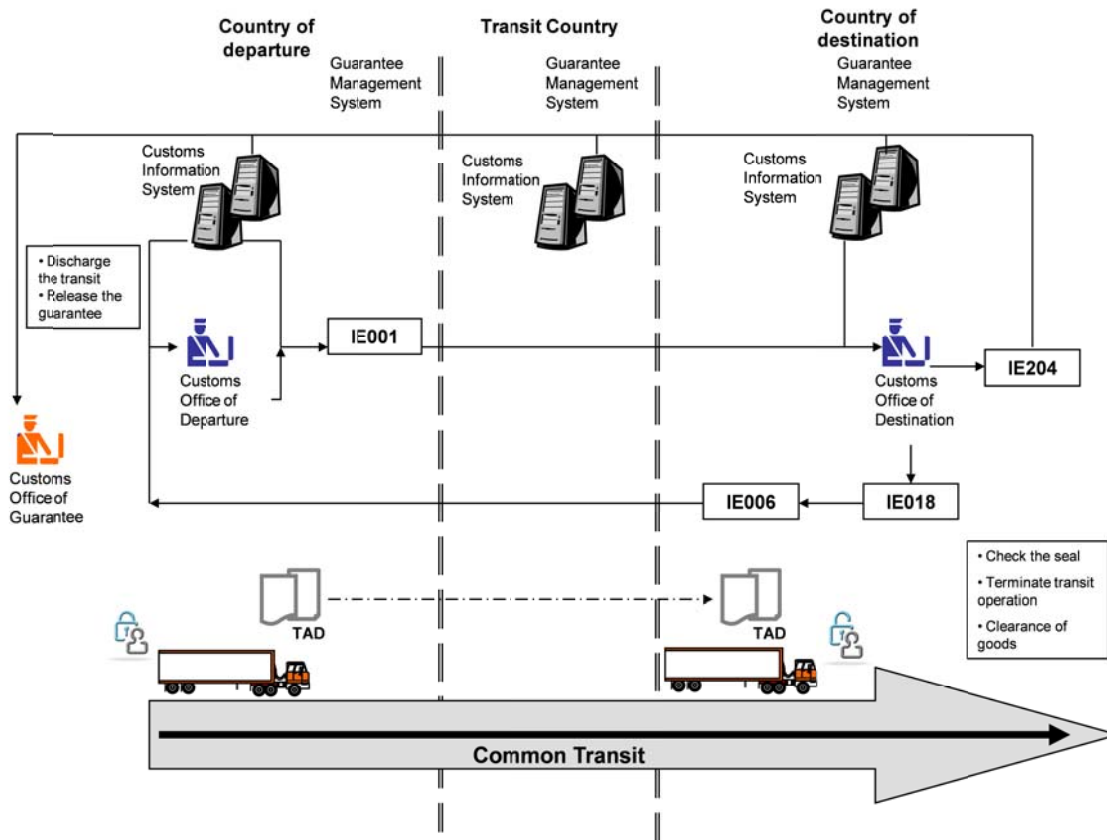 Country of
departure
Transit Country
Country of
destination
Guarantee
Management
System
Guarantee
Management
System
Guarantee
Management
System
Customs
Information
System
Customs
Information
System
Customs
Information
System
• Discharge
the transit
• Release the
guarantee
IE001
Customs
Office of
Departure
Customs
Office of
Destination
IE204
Customs
Office of
Guarantee
IE006
IE018
• Check the seal
• Terminate transit
operation
• Clearance of
goods
TAD
TAD
Common Transit